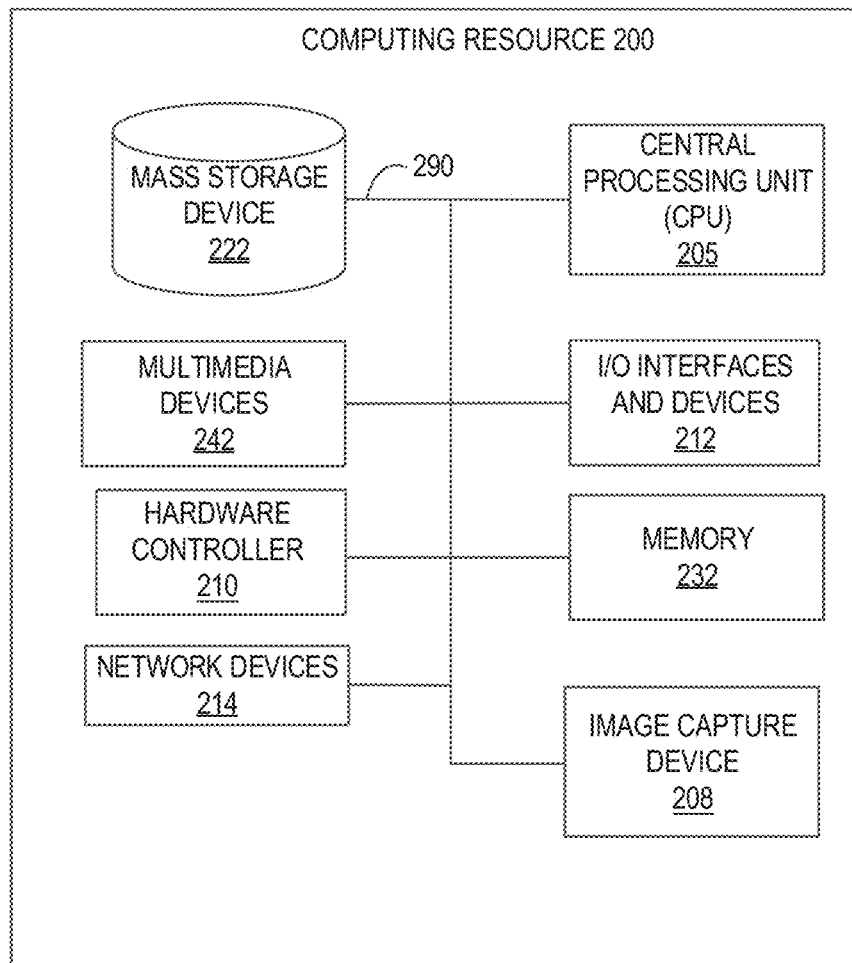 COMPUTING RESOURCE 200
MASS STORAGE
DEVICE
222
290
CENTRAL
PROCESSING UNIT
(CPU)
205
MULTIMEDIA
DEVICES
242
I/O INTERFACES
AND DEVICES
212
HARDWARE
CONTROLLER
210
MEMORY
232
NETWORK DEVICES
214
IMAGE CAPTURE
DEVICE
208